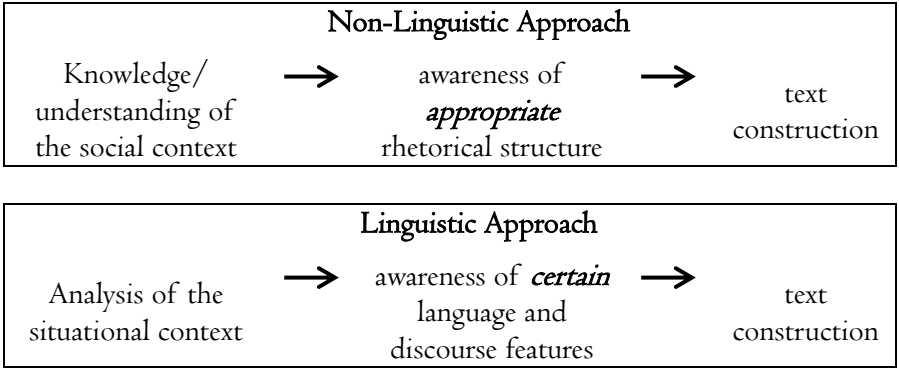 Non-Linguistic Approach
Knowledge/
understanding of
the social context
awareness of
appropriate
rhetorical structure
text
construction
Linguistic Approach
Analysis of the
situational context
awareness of certain
language and
discourse features
text
construction